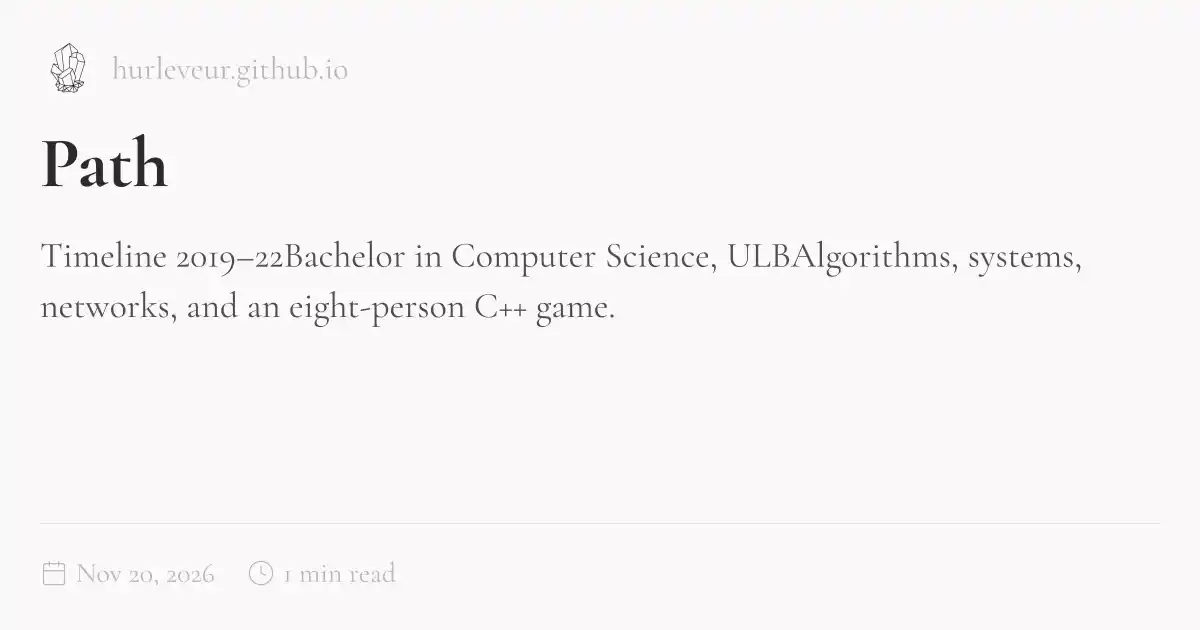 hurleveur.github.io
Path
Timeline 2019–22Bachelor in Computer Science, ULBAlgorithms, systems,
networks, and an eight-person C++ game.
Nov 20, 2026 1 min read